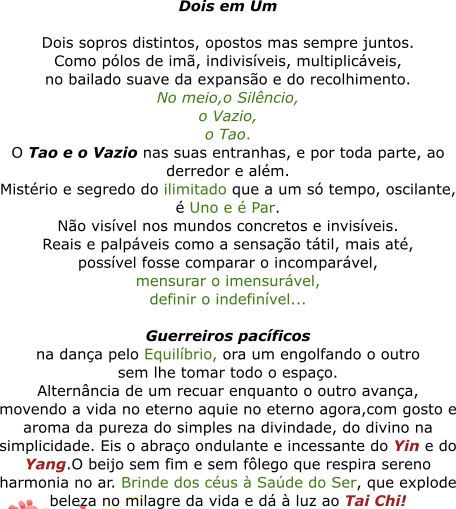 Dois em Um
Dois sopros distintos, opostos mas sempre juntos.
Como pólos de imã, indivisíveis, multiplicáveis,
no bailado suave da expansão e do recolhimento.
No meio,o Silêncio,
o Vazio,
o Tao.
O Tao e o Vazio nas suas entranhas, e por toda parte, ao
derredor e além.
Mistério e segredo do ilimitado que a um só tempo, oscilante,
é Uno e é Par.
Não visível nos mundos concretos e invisíveis.
Reais e palpáveis como a sensação tátil, mais até,
possível fosse comparar o incomparável,
mensurar o imensurável,
definir o indefinível...
Guerreiros pacíficos
na dança pelo Equilíbrio, ora um engolfando o outro
sem lhe tomar todo o espaço.
Alternância de um recuar enquanto o outro avança,
movendo a vida no eterno aquie no eterno agora,com gosto e
aroma da pureza do simples na divindade, do divino na
simplicidade. Eis o abraço ondulante e incessante do Yin e do
Yang.O beijo sem fim e sem fôlego que respira sereno
harmonia no ar. Brinde dos céus à Saúde do Ser, que explode
beleza no milagre da vida e dá à luz ao Tai Chi!